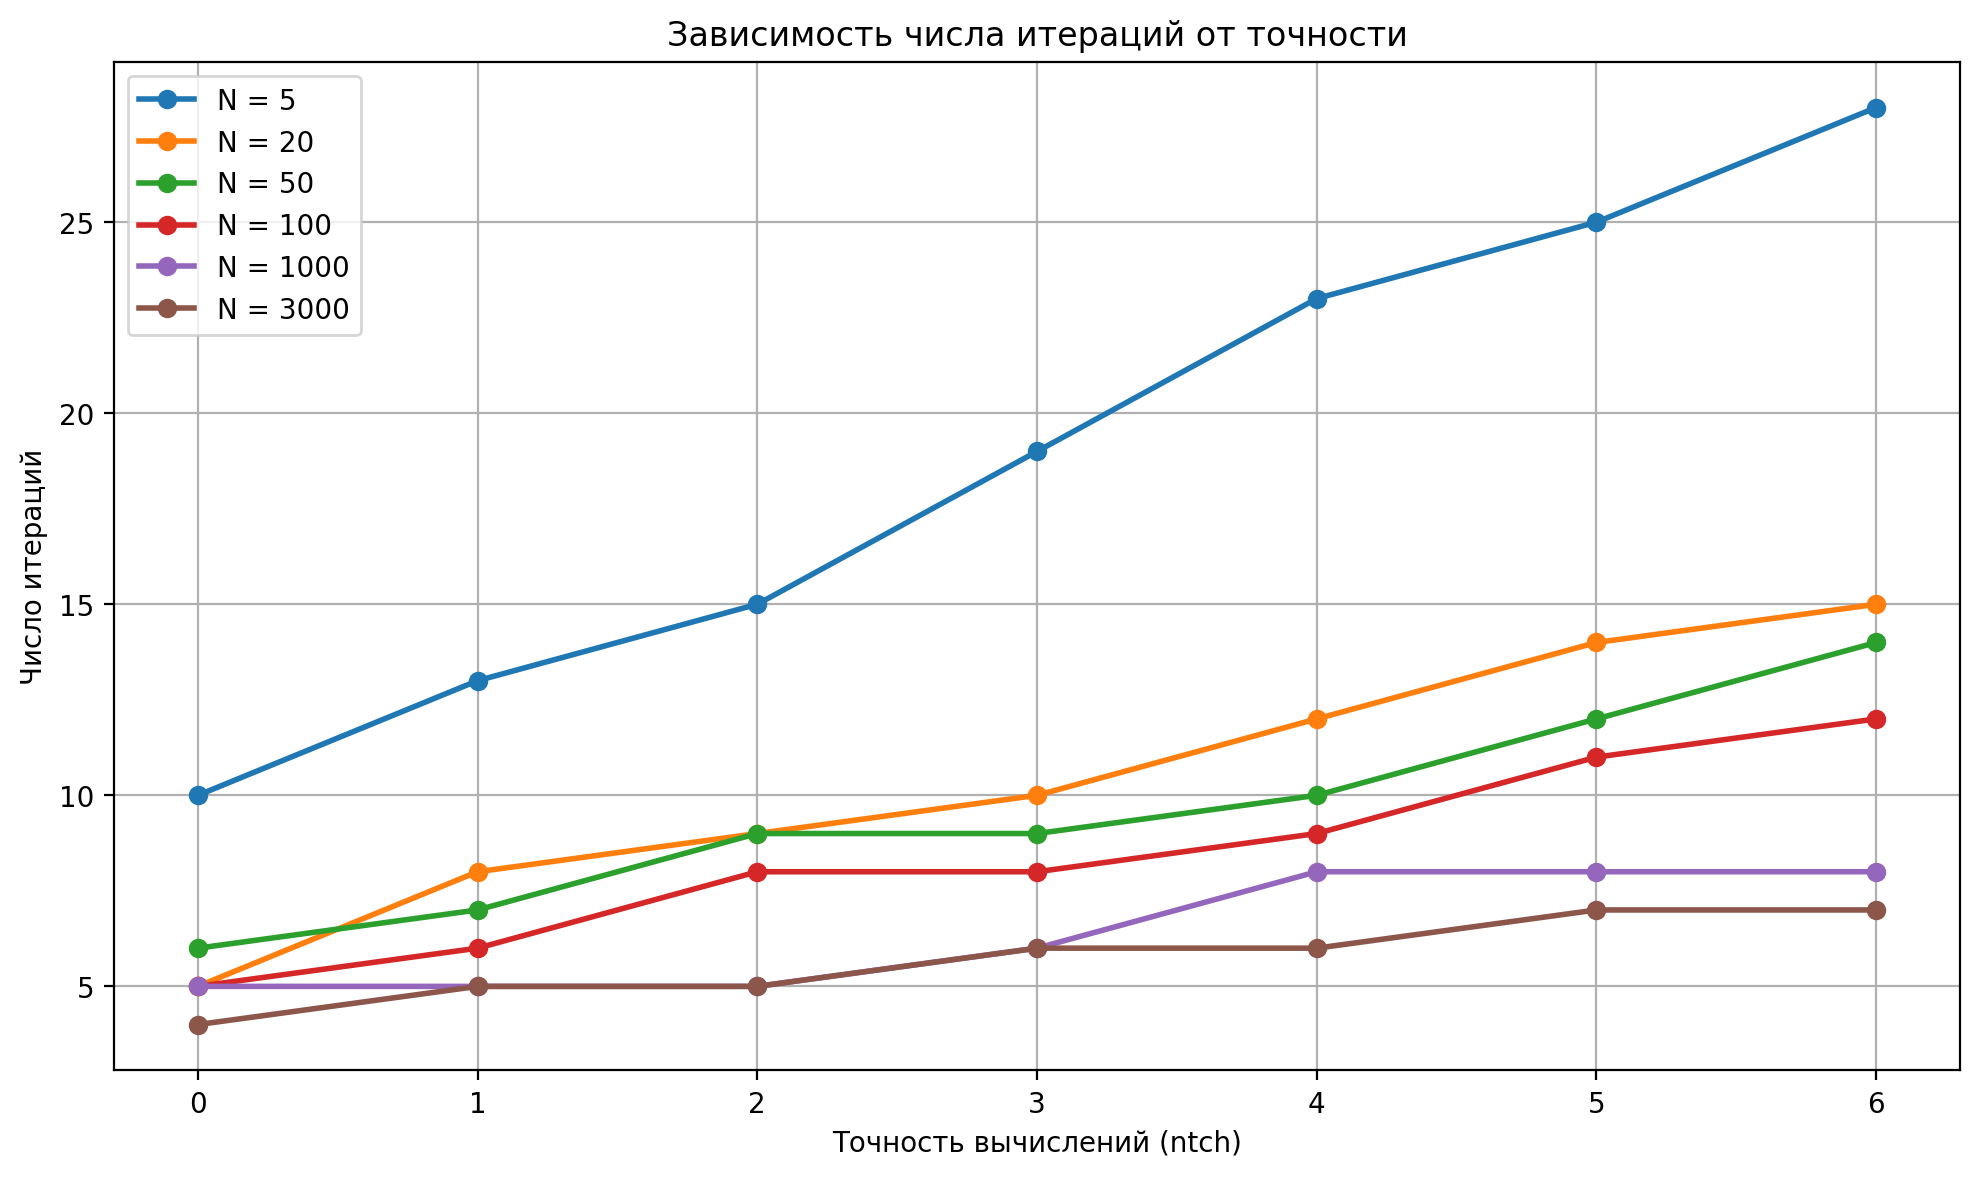 Зависимость числа итераций от точности
N = 5
N = 20
N = 50
N = 100
N = 1000
N = 3000
Число итераций
25
20
15
10
5
0 1 2 3 4 5 6
Точность вычислений (ntch)